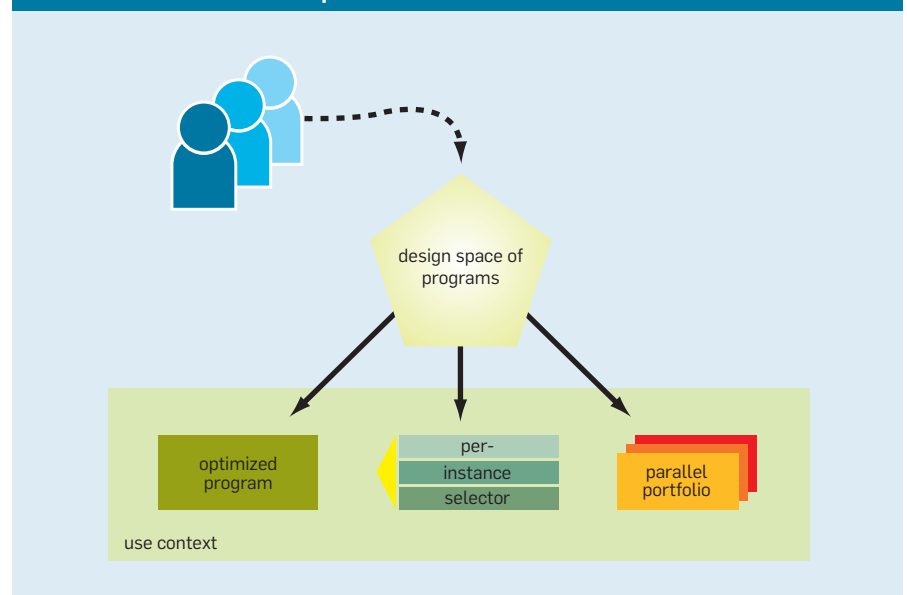 design space of
programs
optimized
program
per-
instance
selector
parallel
portfolio
use context